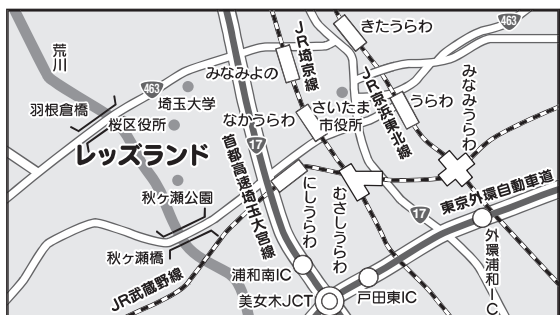 荒川
463
みなみよの
JR埼京線
きたうらわ
463
羽根倉橋
埼玉大学
桜区役所
なかうらわ
さいたま
市役所
JR京浜東北線
うらわ
みなみうらわ
レッズランド
17
首都高速埼玉大宮線
秋ヶ瀬公園
にしうらわ
むさしうらわ
17
東京外環自動車道
秋ヶ瀬橋
JR武蔵野線
浦和南IC
美女木JCT
戸田東IC
外環浦和IC